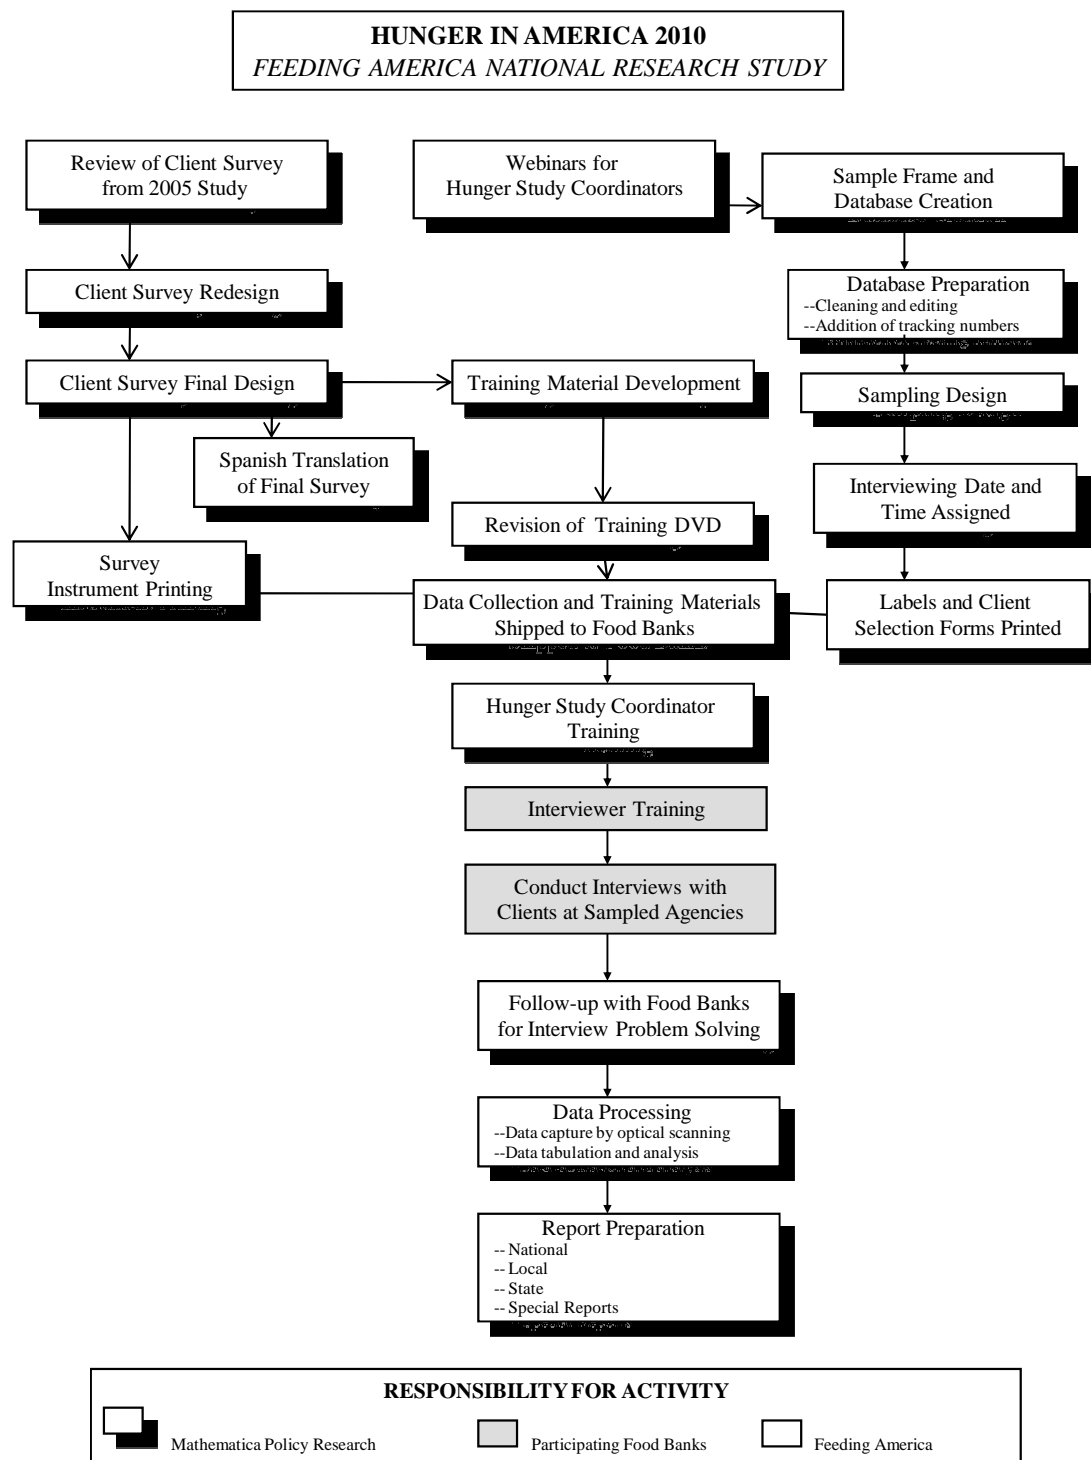 HUNGER IN AMERICA 2010
FEEDING AMERICA NATIONAL RESEARCH STUDY
Review of Client Survey
from 2005 Study
Webinars for
Hunger Study Coordinators
Sample Frame and
Database Creation
Client Survey Redesign
Database Preparation
--Cleaning and editing
--Addition of tracking numbers
Client Survey Final Design
Training Material Development
Sampling Design
Spanish Translation
of Final Survey
Interviewing Date and
Time Assigned
Revision of Training DVD
Survey
Instrument Printing
Data Collection and Training Materials
Shipped to Food Banks
Labels and Client
Selection Forms Printed
Hunger Study Coordinator
Training
Interviewer Training
Conduct Interviews with
Clients at Sampled Agencies
Follow-up with Food Banks
for Interview Problem Solving
Data Processing
--Data capture by optical scanning
--Data tabulation and analysis
Report Preparation
-- National
-- Local
-- State
-- Special Reports
RESPONSIBILITY FOR ACTIVITY
Mathematica Policy Research
Participating Food Banks
Feeding America